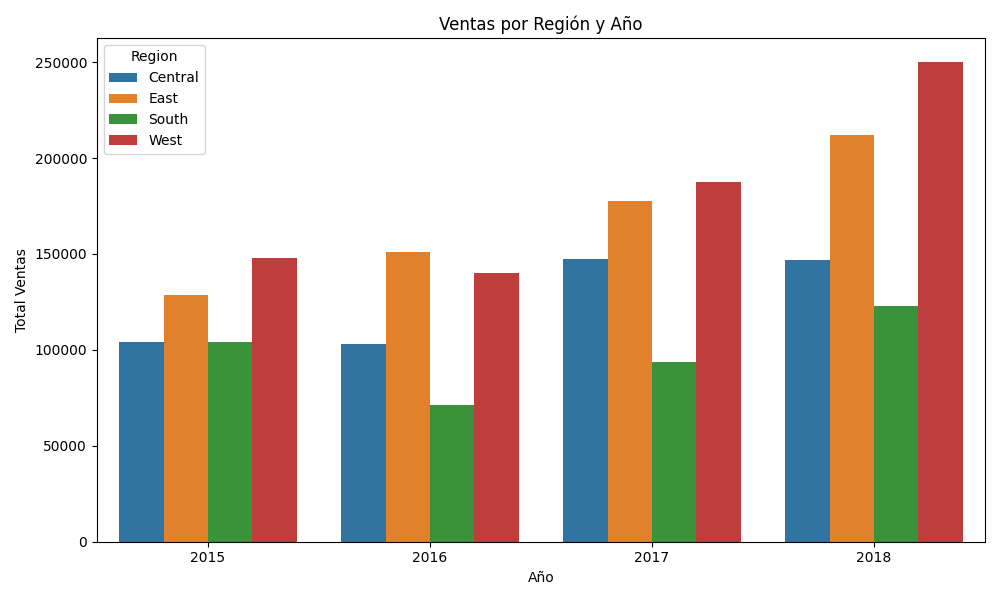 Ventas por Región y Año
Region
Central
East
South
West
Total Ventas
250000
200000
150000
100000
50000
0
2015
2016
2017
2018
Año